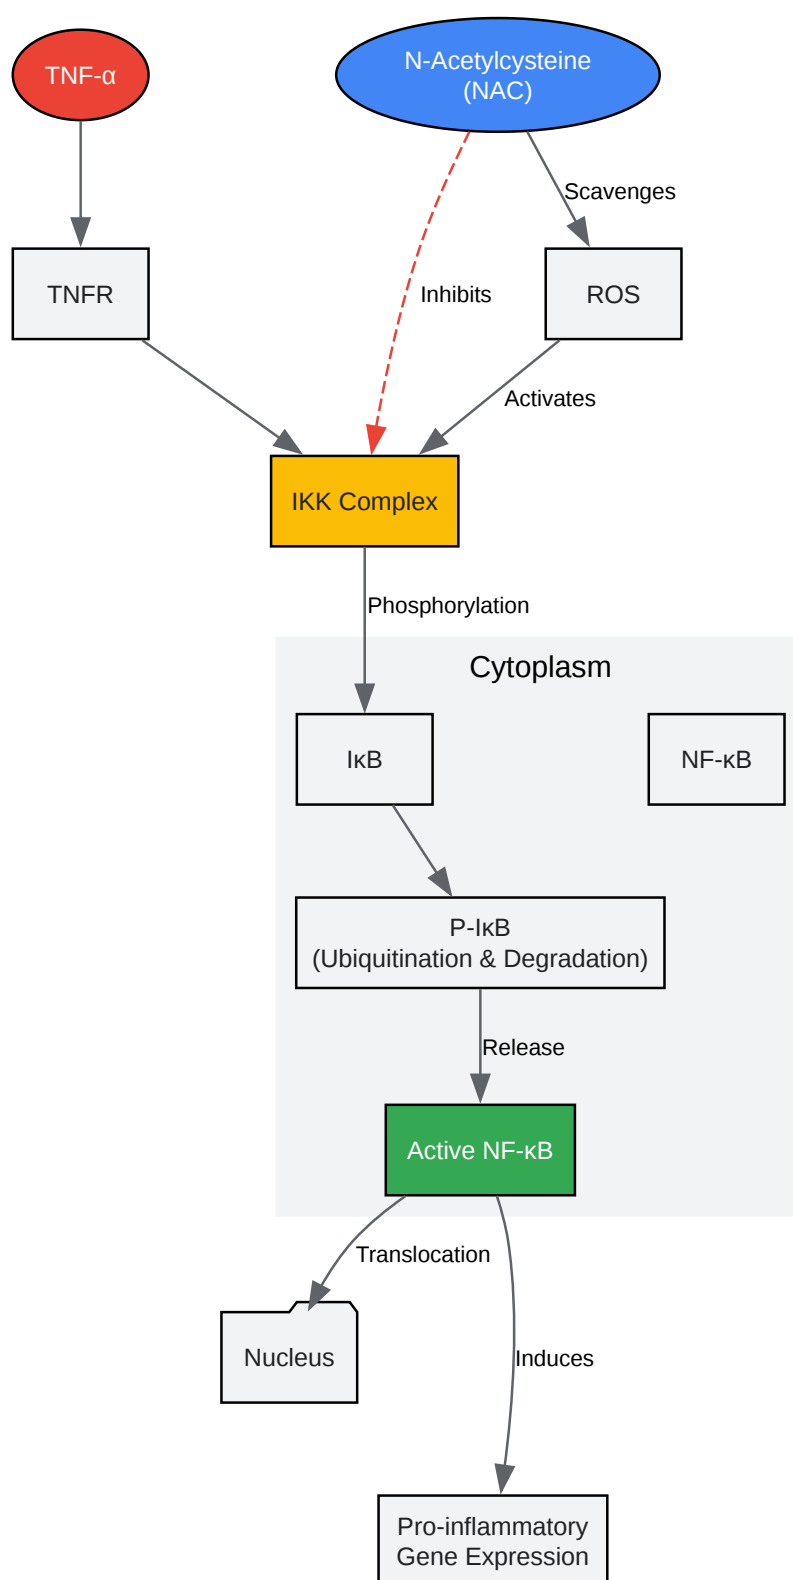 TNF-α
N-Acetylcysteine
(NAC)
Scavenges
TNFR
Inhibits
ROS
Activates
IKK Complex
Phosphorylation
Cytoplasm
IκB
NF-κB
P-IκB
(Ubiquitination & Degradation)
Release
Active NF-κB
Translocation
Nucleus
Induces
Pro-inflammatory
Gene Expression